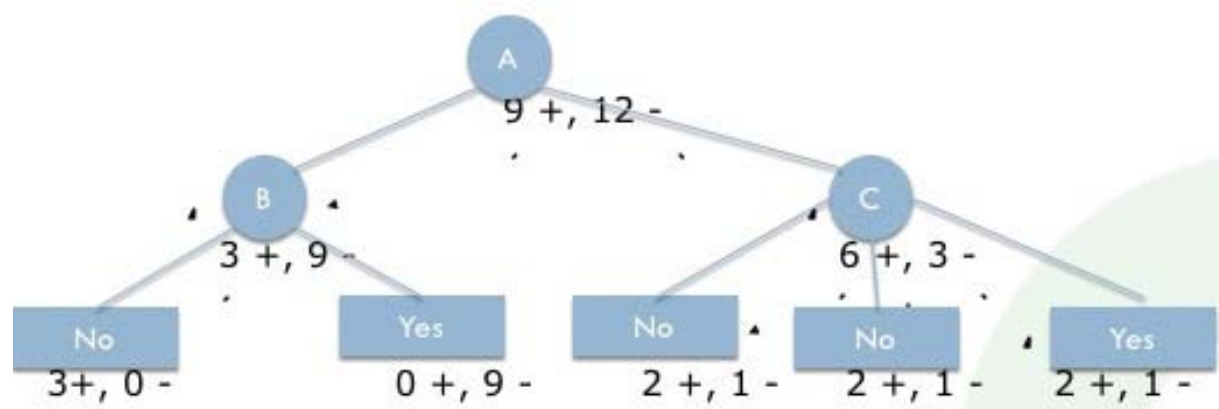 A
9 +, 12 -
B
C
3 +, 9 -
6 +, 3 -
No
Yes
No
No
Yes
3+, 0 -
0 +, 9 -
2 +, 1 -
2 +, 1 -
2 +, 1 -